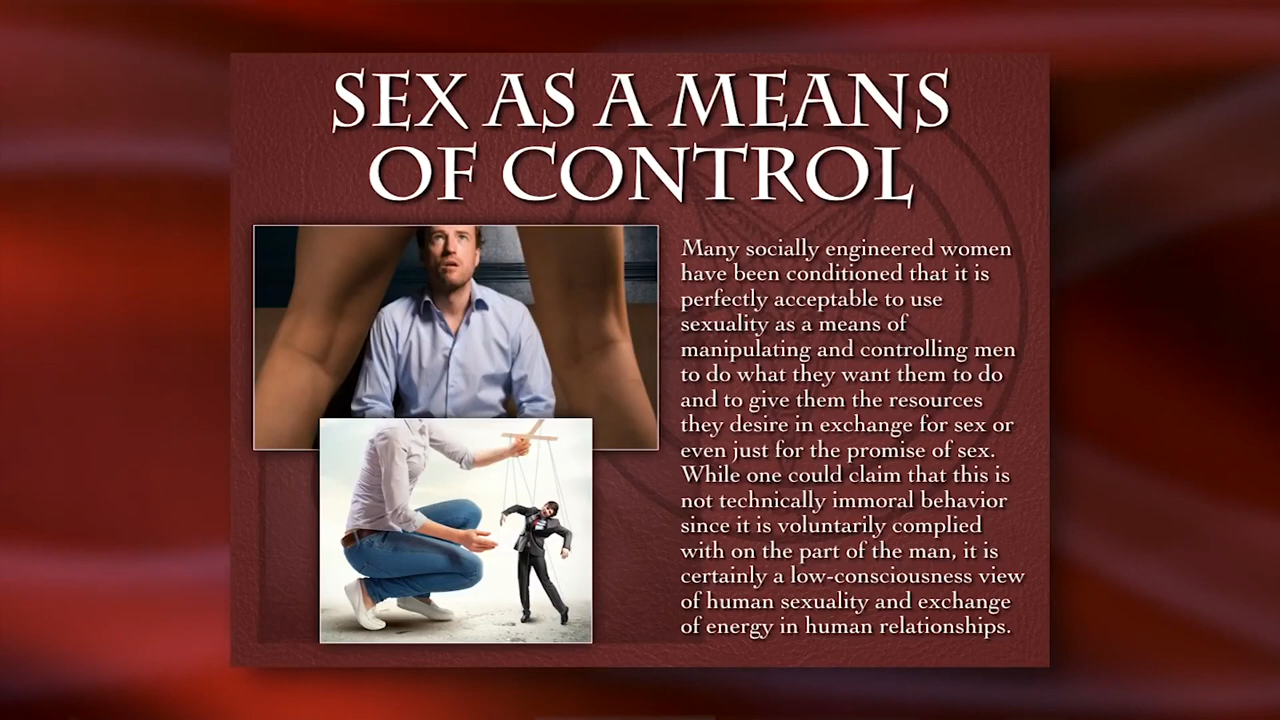 SEX AS A MEANS
OF CONTROL
Many socially engineered women
have been conditioned that it is
perfectly acceptable to use
sexuality as a means of
manipulating and controlling men
to do what they want them to do
and to give them the resources
they desire in exchange for sex or
even just for the promise of sex.
While one could claim that this is
not technically immoral behavior
since it is voluntarily complied
with on the part of the man, it is
certainly a low-consciousness view
of human sexuality and exchange
of energy in human relationships.